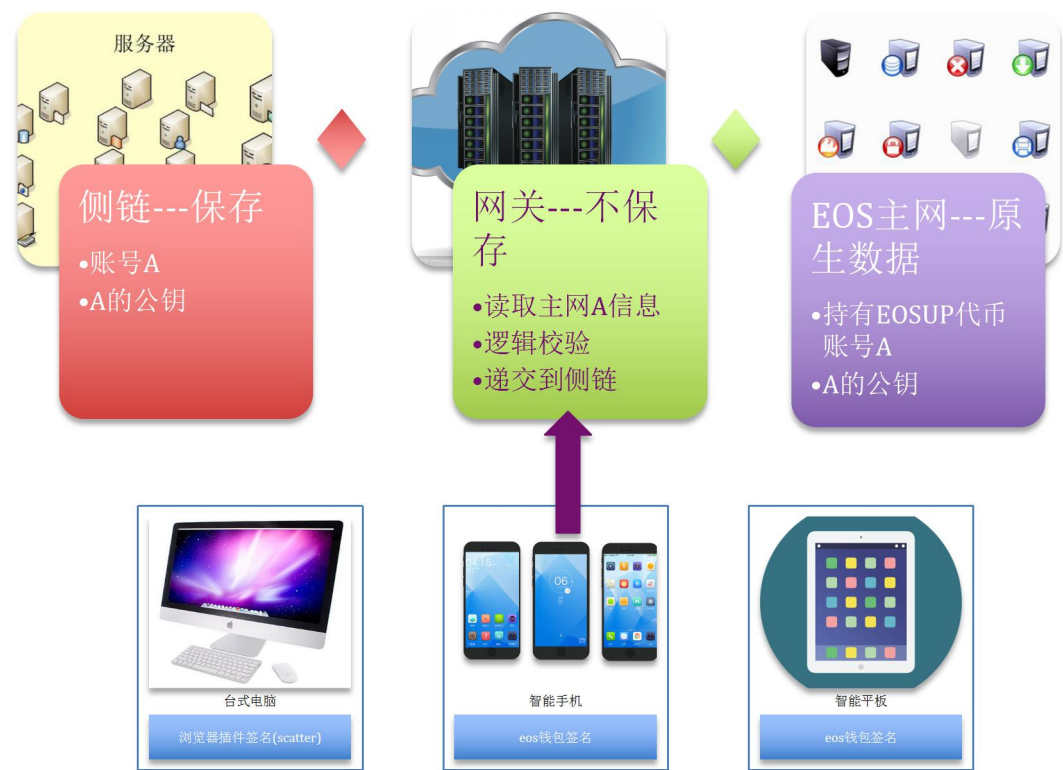 服务器
侧链---保存
•账号A
•A的公钥
网关---不保
存
•读取主网A信息
•逻辑校验
•递交到侧链
EOS主网---原
生数据
•持有EOSUP代币
账号A
•A的公钥
台式电脑
浏览器插件签名(scatter)
04:15
06
智能手机
eos钱包签名
智能平板
eos钱包签名